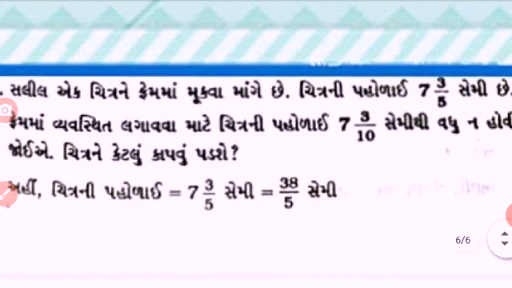 . સલીલ એક ચિત્રને ફ્રેમમાં મૂકવા માંગે છે. ચિત્રની પહોળાઈ 7 3/5 સેમી છે.
ફ્રેમમાં વ્યવસ્થિત લગાવવા માટે ચિત્રની પહોળાઈ 7 3/10 સેમીથી વધુ ન હોવી
જોઈએ. ચિત્રને કેટલું કાપવું પડશે?
અહીં, ચિત્રની પહોળાઈ = 7 3/5 સેમી = 38/5 સેમી
6/6